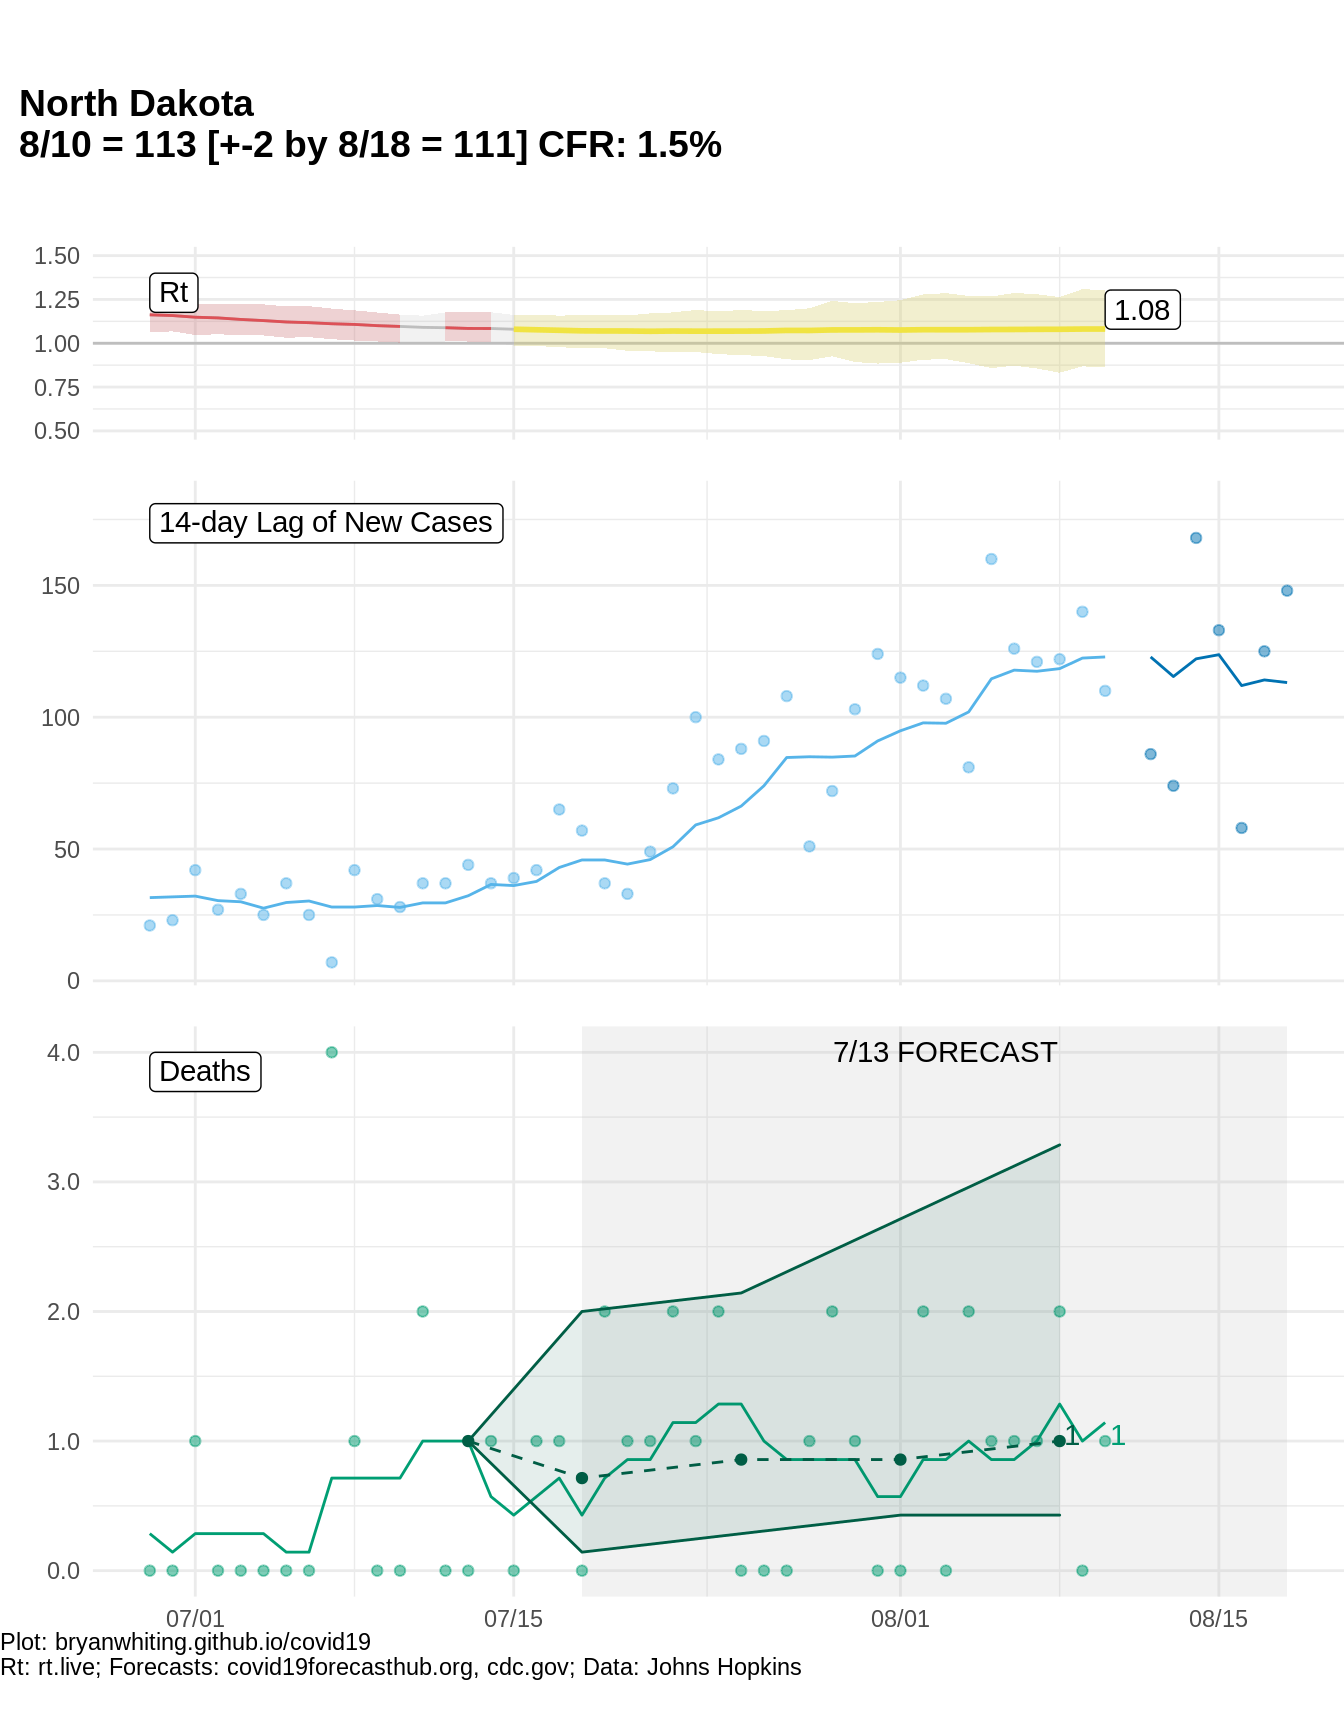 North Dakota
8/10 = 113 [+-2 by 8/18 = 111] CFR: 1.5%
1.50
1.25
1.00
0.75
0.50
Rt
1.08
14-day Lag of New Cases
150
100
50
0
Deaths
7/13 FORECAST
4.0
3.0
2.0
1.0
0.0
1
1
07/01
07/15
08/01
08/15
Plot: bryanwhiting.github.io/covid19
Rt: rt.live; Forecasts: covid19forecasthub.org, cdc.gov; Data: Johns Hopkins